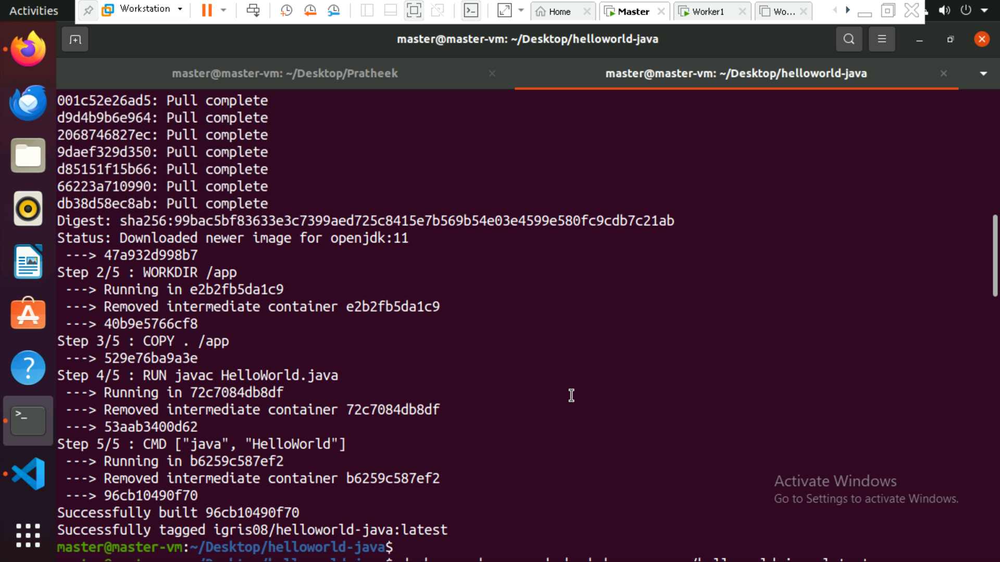 Activities
Workstation
Home
Master
Worker1
Wo...
master@master-vm: ~/Desktop/helloworld-java
master@master-vm: ~/Desktop/Pratheek
master@master-vm: ~/Desktop/helloworld-java
001c52e26ad5: Pull complete
d9d4b9b6e964: Pull complete
2068746827ec: Pull complete
9daef329d350: Pull complete
d85151f15b66: Pull complete
66223a710990: Pull complete
db38d58ec8ab: Pull complete
Digest: sha256:99bac5bf83633e3c7399aed725c8415e7b569b54e03e4599e580fc9cdb7c21ab
Status: Downloaded newer image for openjdk:11
---> 47a932d998b7
Step 2/5 : WORKDIR /app
---> Running in e2b2fb5da1c9
---> Removed intermediate container e2b2fb5da1c9
---> 40b9e5766cf8
Step 3/5 : COPY . /app
---> 529e76ba9a3e
Step 4/5 : RUN javac HelloWorld.java
---> Running in 72c7084db8df
---> Removed intermediate container 72c7084db8df
---> 53aab3400d62
Step 5/5 : CMD ["java", "HelloWorld"]
---> Running in b6259c587ef2
---> Removed intermediate container b6259c587ef2
---> 96cb10490f70
Successfully built 96cb10490f70
Successfully tagged igris08/helloworld-java:latest
master@master-vm:~/Desktop/helloworld-java$
Activate Windows
Go to Settings to activate Windows.